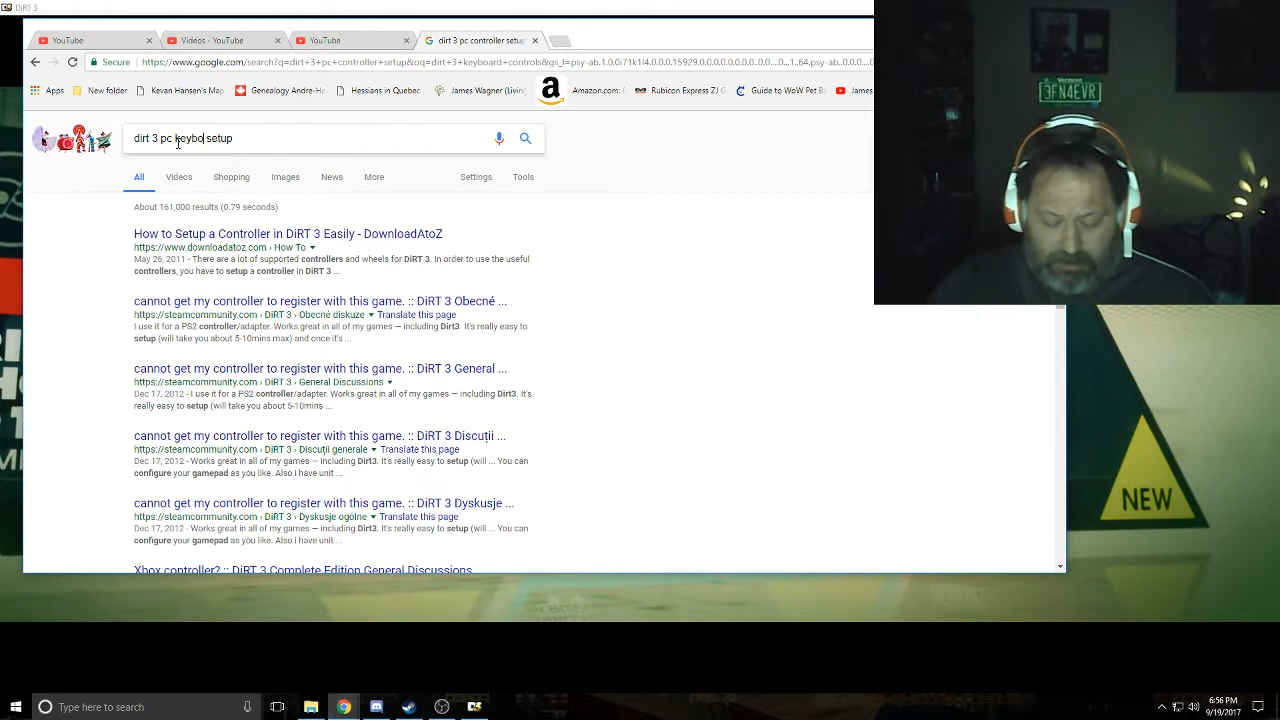 DiRT 3
YouTube
Videos - YouTube
YouTube
dirt 3 pc controller setup
Secure
https://www.google.com/search?q=dirt+3+pc+controller+setup&oq=dirt+3+keyboard+controls&gs_l=psy-ab.1.0.0i71k1l4.0.0.0.15929.0.0.0.0.0.0.0.0..0.0....0...1..64.psy-ab..0.0.0
Apps
New folder
Kevan Hansen's Map
Genealogy Andre-He
Hessians in Quebec
James Wagner (Livin
Amazon.com:
Rubicon Express ZJ G
Guide to WoW Pet B
James
Vermont
3FN4EVR
dirt 3 pc keybo setup
All
Videos
Shopping
Images
News
More
Settings
Tools
About 161,000 results (0.79 seconds)
How to Setup a Controller in DiRT 3 Easily - DownloadAtoZ
https://www.downloadatoz.com › How To
May 26, 2011 - There are a lot of supported controllers and wheels for DiRT 3. In order to use the useful
controllers, you have to setup a controller in DiRT 3 ...
cannot get my controller to register with this game. :: DiRT 3 Obecné ...
https://steamcommunity.com › DiRT 3 › Obecné diskuze Translate this page
I use it for a PS2 controller/adapter. Works great in all of my games — including Dirt3. It's really easy to
setup (will take you about 5-10mins max) and once it's ...
cannot get my controller to register with this game. :: DiRT 3 General ...
https://steamcommunity.com › DiRT 3 › General Discussions
Dec 17, 2012 - I use it for a PS2 controller/adapter. Works great in all of my games — including Dirt3. It's
really easy to setup (will take you about 5-10mins ...
cannot get my controller to register with this game. :: DiRT 3 Discuții ...
https://steamcommunity.com › DiRT 3 › Discuții generale Translate this page
Dec 17, 2012 - Works great in all of my games — including Dirt3. It's really easy to setup (will ... You can
configure your gamepad as you like. Also i have unit ...
cannot get my controller to register with this game. :: DiRT 3 Dyskusje ...
https://steamcommunity.com › DiRT 3 › Dyskusje ogólne Translate this page
Dec 17, 2012 - Works great in all of my games — including Dirt3. It's really easy to setup (will ... You can
configure your gamepad as you like. Also i have unit ...
Xbox controller? :: DiRT 3 Complete Edition General Discussions
NEW
Type here to search
6:56 PM
9/19/2017